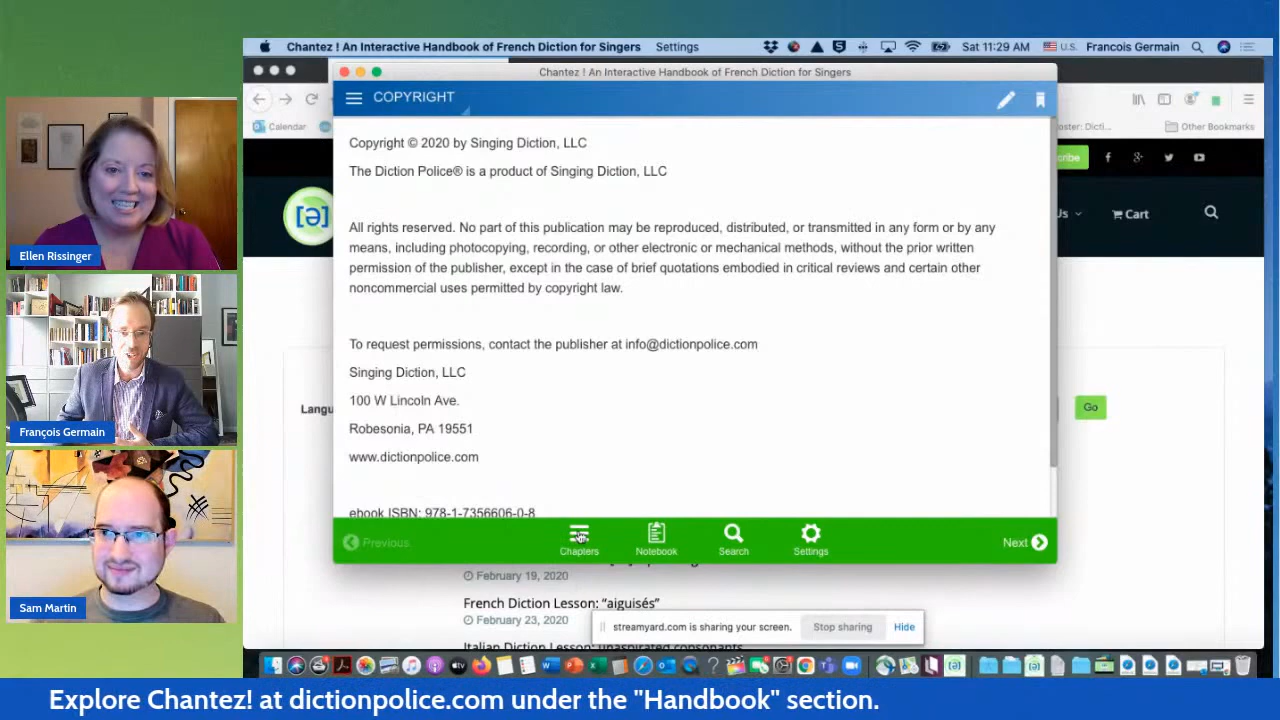 Chantez ! An Interactive Handbook of French Diction for Singers Settings
U.S. Sat 11:29 AM Francois Germain
Chantez ! An Interactive Handbook of French Diction for Singers
COPYRIGHT
Calendar
Other Bookmarks
Copyright © 2020 by Singing Diction, LLC
The Diction Police® is a product of Singing Diction, LLC
All rights reserved. No part of this publication may be reproduced, distributed, or transmitted in any form or by any
means, including photocopying, recording, or other electronic or mechanical methods, without the prior written
permission of the publisher, except in the case of brief quotations embodied in critical reviews and certain other
noncommercial uses permitted by copyright law.
To request permissions, contact the publisher at info@dictionpolice.com
Singing Diction, LLC
100 W Lincoln Ave.
Robesonia, PA 19551
www.dictionpolice.com
ebook ISBN: 978-1-7356606-0-8
Previous
Chapters
Notebook
Search
Settings
Next
[ə]
Cart
Go
February 19, 2020
French Diction Lesson: “aiguisés”
February 23, 2020
Italian Diction Lesson: unaspirated consonants
streamyard.com is sharing your screen. Stop sharing Hide
Ellen Rissinger
François Germain
Sam Martin
Explore Chantez! at dictionpolice.com under the "Handbook" section.